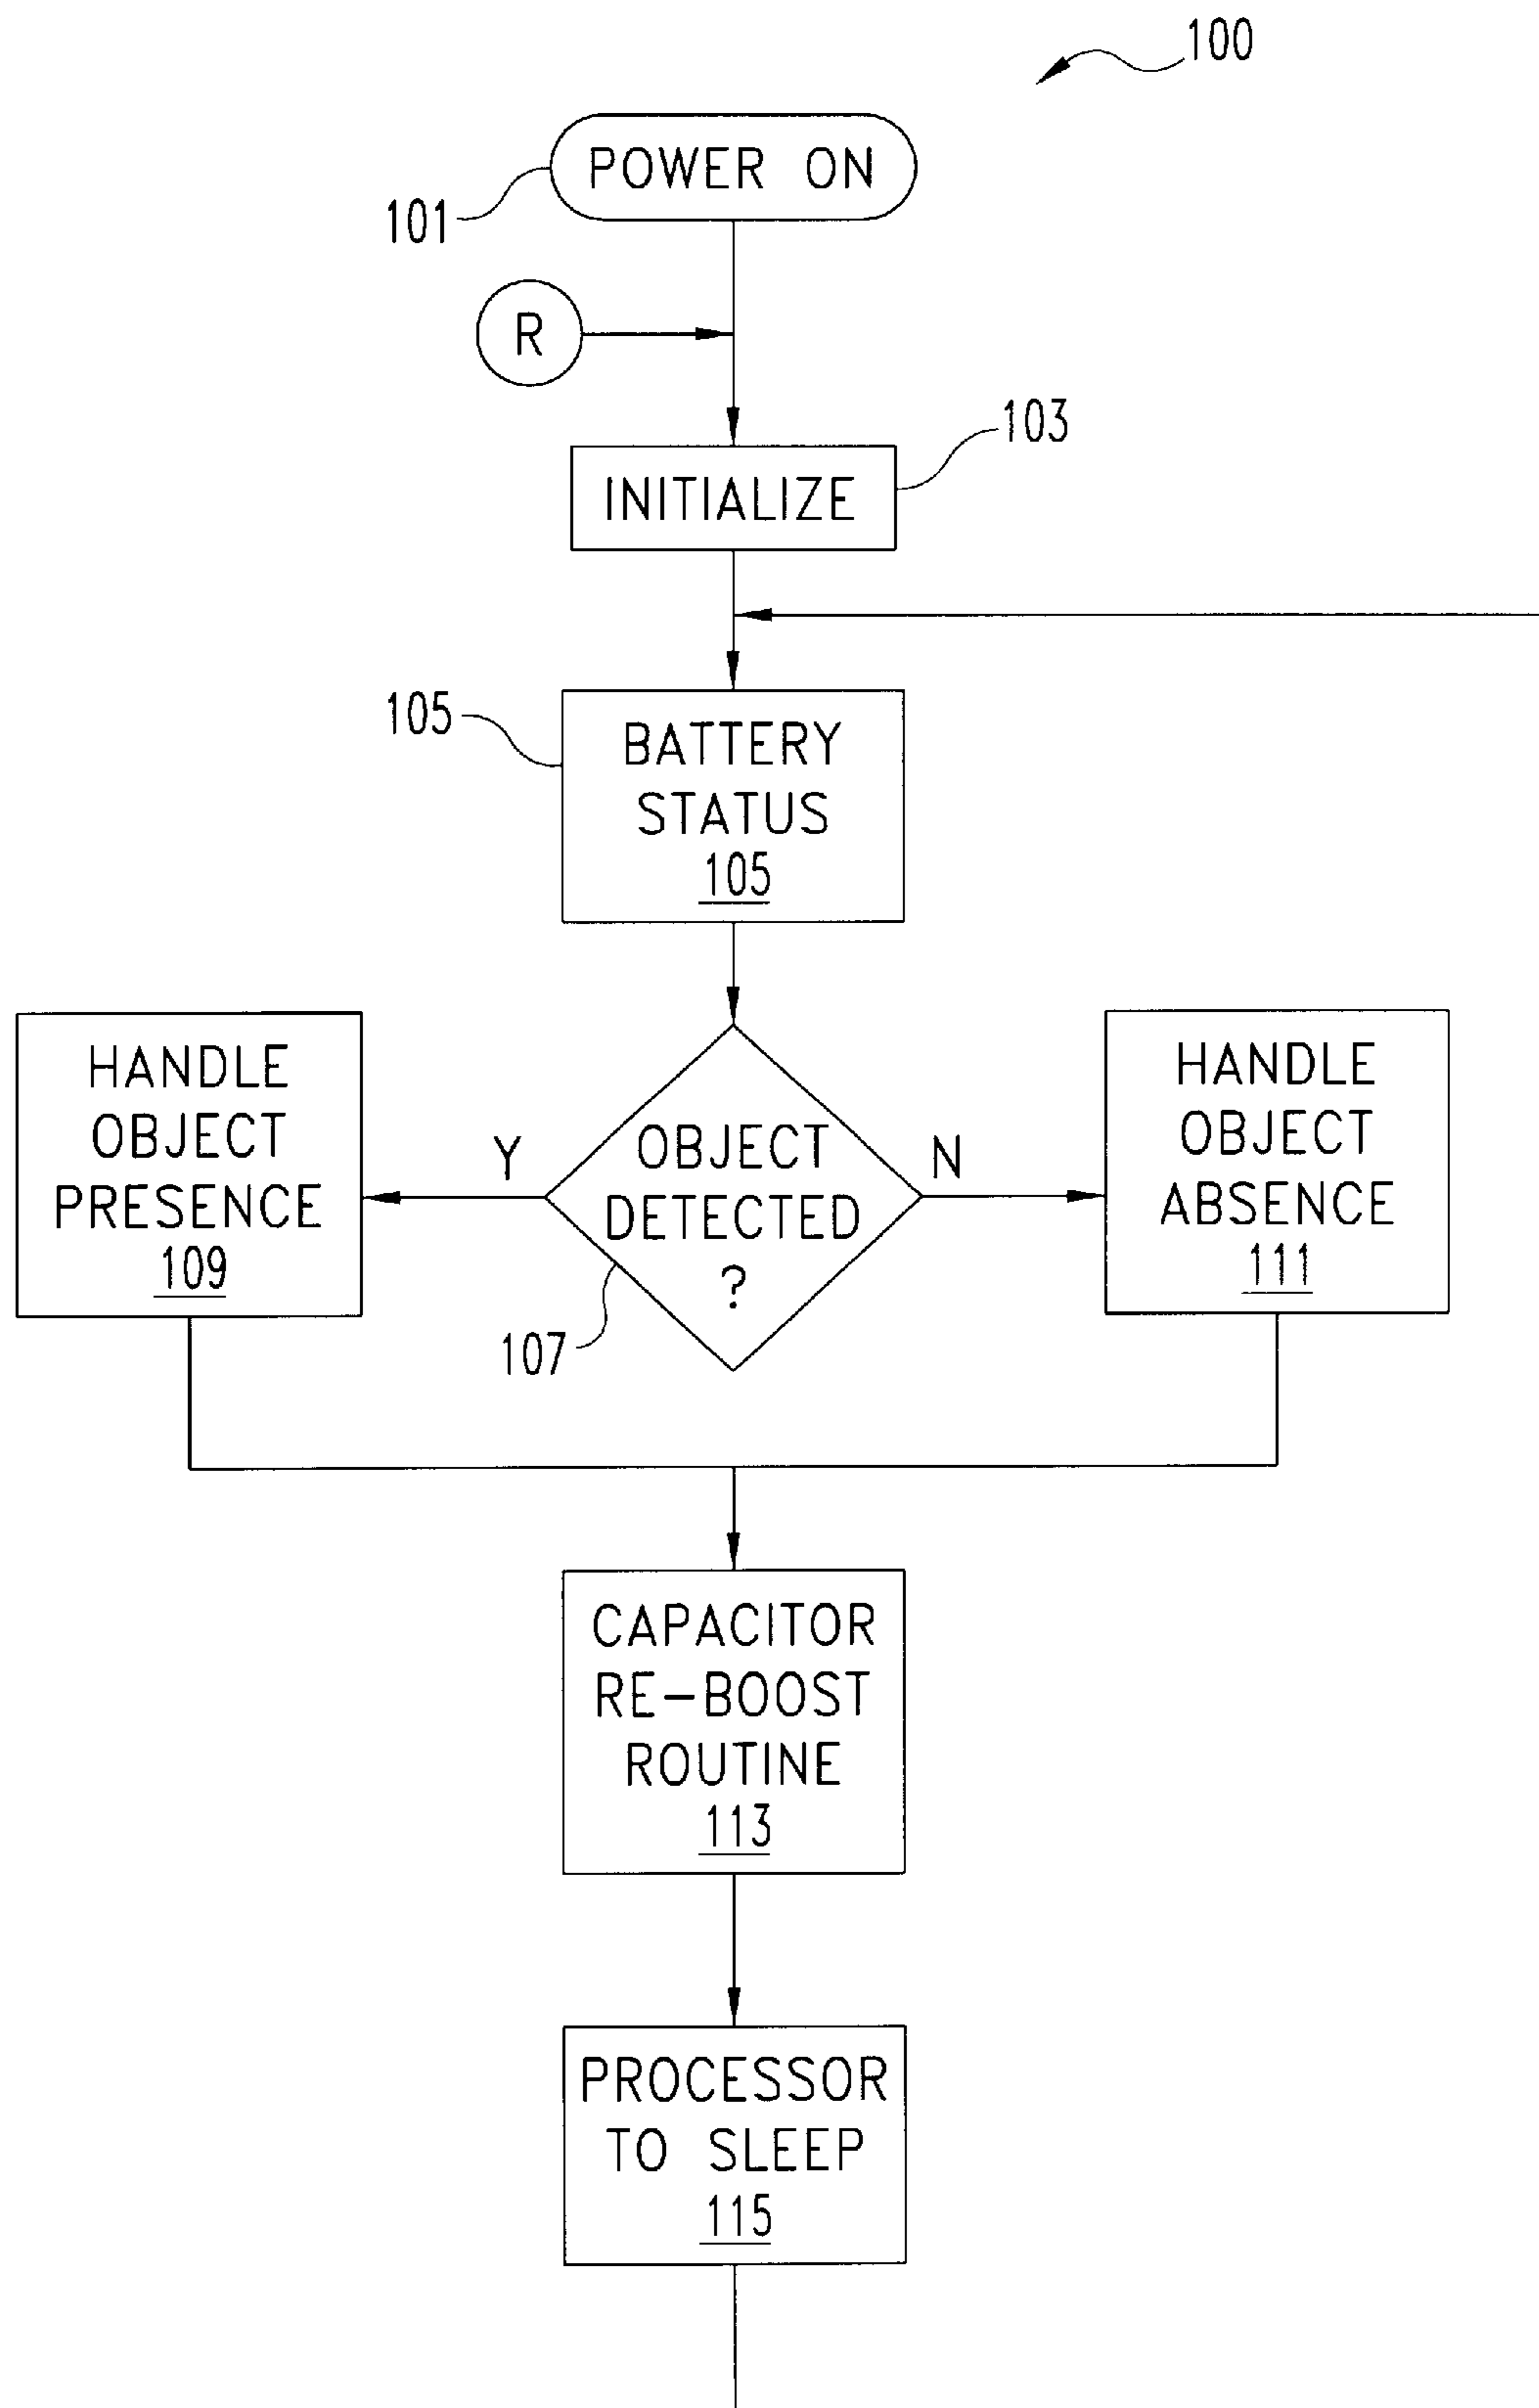 100
POWER ON
101
R
103
INITIALIZE
105
BATTERY
STATUS
105
HANDLE
OBJECT
PRESENCE
109
Y
OBJECT
DETECTED
?
107
N
HANDLE
OBJECT
ABSENCE
111
CAPACITOR
RE-BOOST
ROUTINE
113
PROCESSOR
TO SLEEP
115